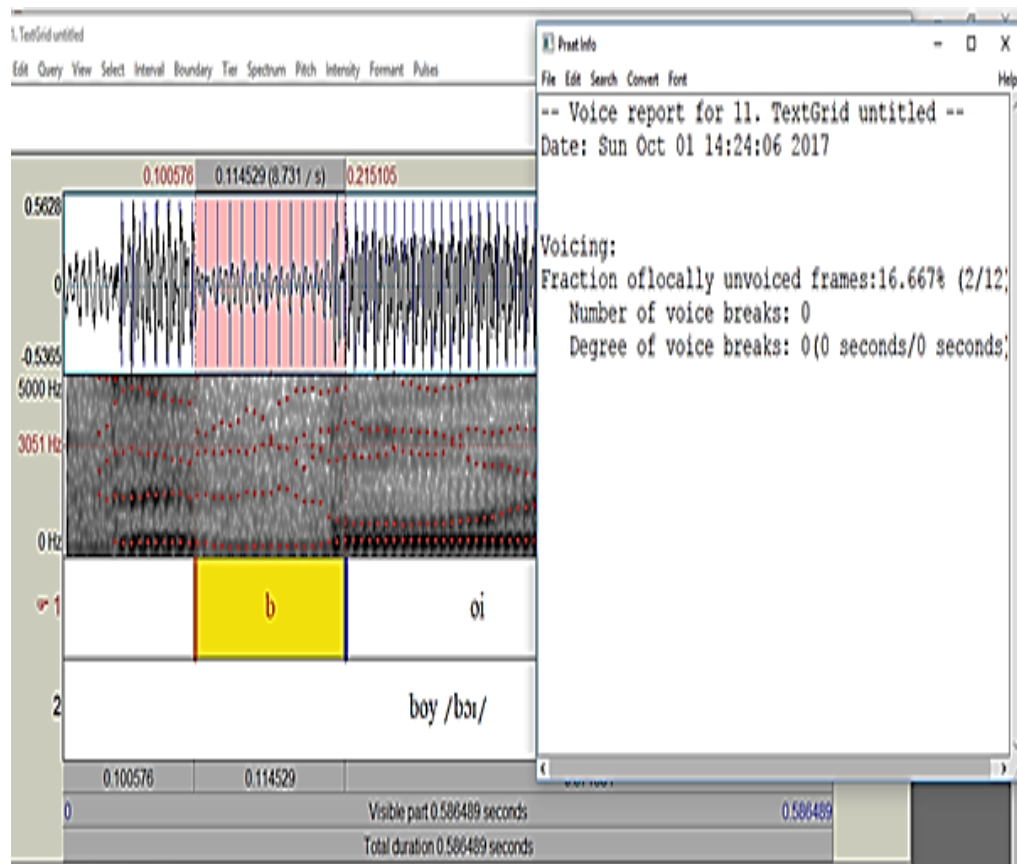 1. TextGrid untitled
Edit Query View Select Interval Boundary Tier Spectrum Pitch Intensity Formant Pulses
0.100576 0.114529 (8.731 / s) 0.215105
0.5628
0
-0.5365
5000 Hz
3051 Hz
0 Hz
1 b oi
2 boy /bɔɪ/
0.100576 0.114529
0 Visible part 0.586489 seconds 0.586489
Total duration 0.586489 seconds
Praat Info
File Edit Search Convert Font Help
-- Voice report for 11. TextGrid untitled --
Date: Sun Oct 01 14:24:06 2017
Voicing:
Fraction oflocally unvoiced frames:16.667% (2/12)
Number of voice breaks: 0
Degree of voice breaks: 0(0 seconds/0 seconds)